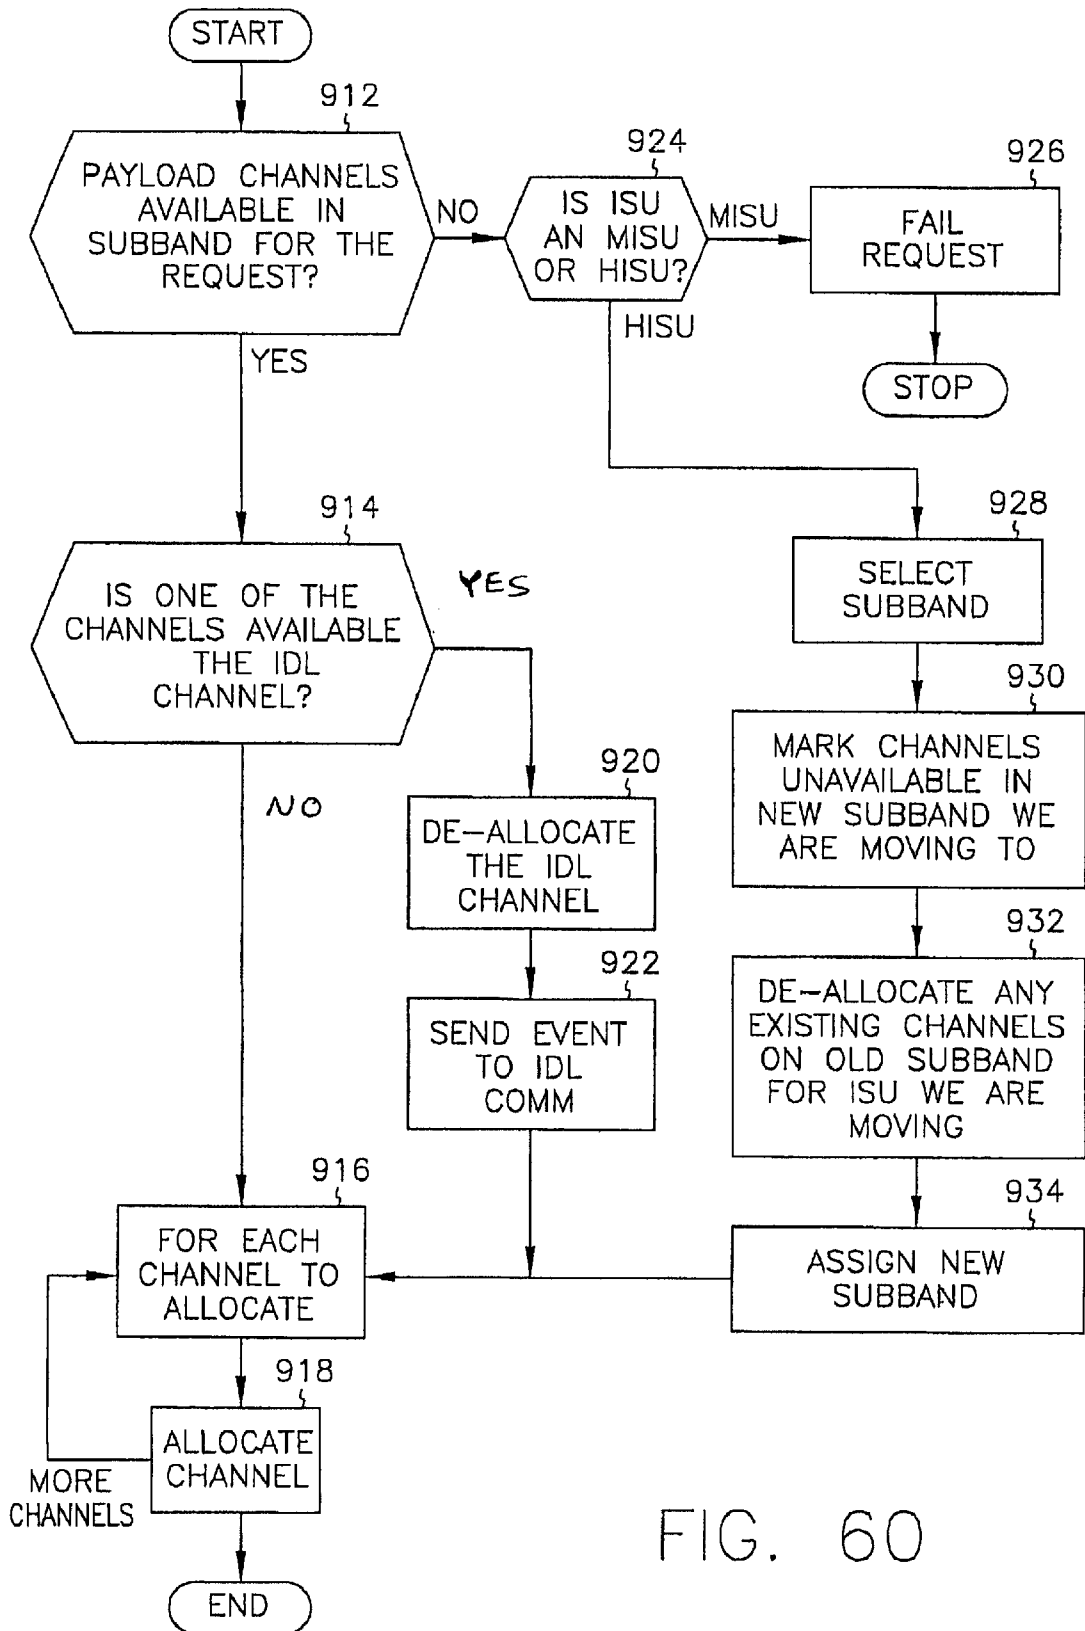 START
912
PAYLOAD CHANNELS
AVAILABLE IN
SUBBAND FOR THE
REQUEST?
NO
YES
924
IS ISU
AN MISU
OR HISU?
MISU
HISU
926
FAIL
REQUEST
STOP
914
IS ONE OF THE
CHANNELS AVAILABLE
THE IDL
CHANNEL?
YES
NO
928
SELECT
SUBBAND
930
MARK CHANNELS
UNAVAILABLE IN
NEW SUBBAND WE
ARE MOVING TO
920
DE-ALLOCATE
THE IDL
CHANNEL
932
DE-ALLOCATE ANY
EXISTING CHANNELS
ON OLD SUBBAND
FOR ISU WE ARE
MOVING
922
SEND EVENT
TO IDL
COMM
934
ASSIGN NEW
SUBBAND
916
FOR EACH
CHANNEL TO
ALLOCATE
918
ALLOCATE
CHANNEL
MORE
CHANNELS
END
FIG. 60